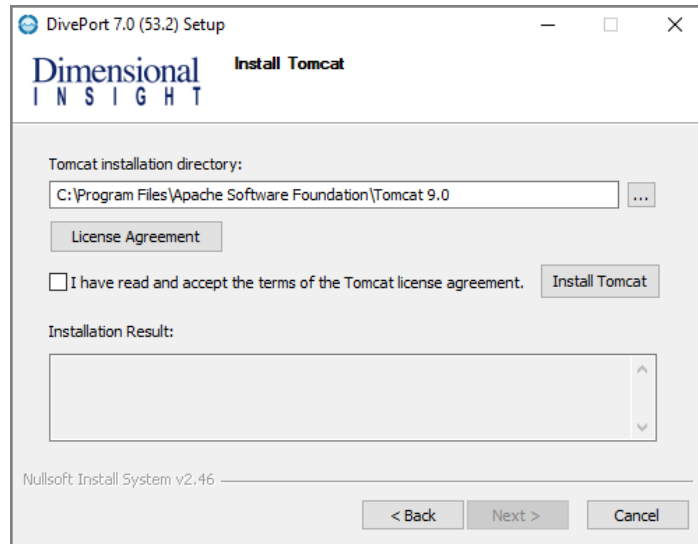 DivePort 7.0 (53.2) Setup
Dimensional
INSIGHT
Install Tomcat
Tomcat installation directory:
C:\Program Files\Apache Software Foundation\Tomcat 9.0
...
License Agreement
I have read and accept the terms of the Tomcat license agreement.
Install Tomcat
Installation Result:
Nullsoft Install System v2.46
< Back
Next >
Cancel